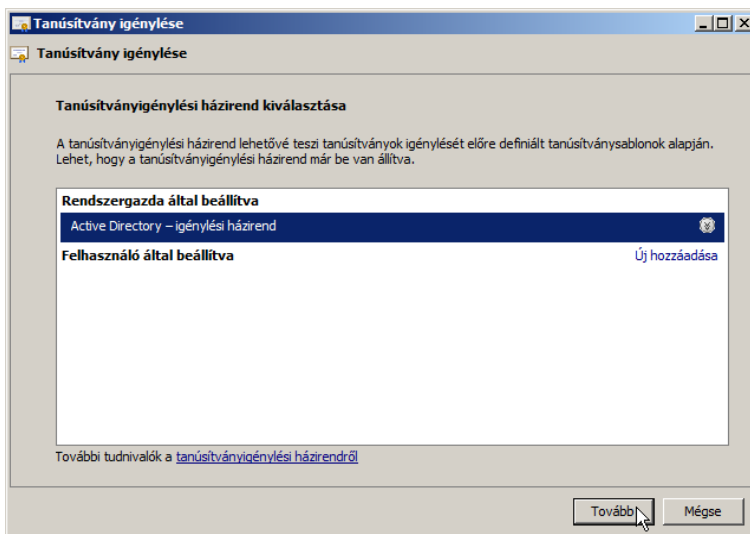 Tanúsítvány igénylése
Tanúsítvány igénylése
Tanúsítványigénylési házirend kiválasztása
A tanúsítványigénylési házirend lehetővé teszi tanúsítványok igénylését előre definiált tanúsítványsablonok alapján.
Lehet, hogy a tanúsítványigénylési házirend már be van állítva.
Rendszergazda által beállítva
Active Directory – igénylési házirend
Felhasználó által beállítva Új hozzáadása
További tudnivalók a tanúsítványigénylési házirendről
Tovább Mégse